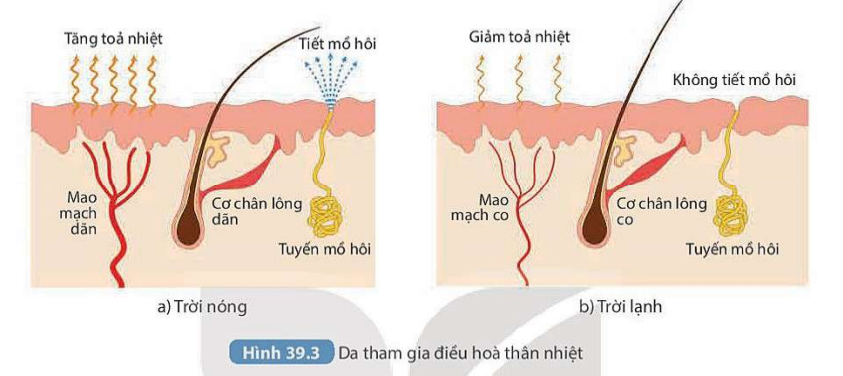 Tăng toả nhiệt
Tiết mồ hôi
Mao
mạch
dãn
Cơ chân lông
dãn
Tuyến mồ hôi
a) Trời nóng
Giảm toả nhiệt
Không tiết mồ hôi
Mao
mạch co
Cơ chân lông
co
Tuyến mồ hôi
b) Trời lạnh
Hình 39.3 Da tham gia điều hoà thân nhiệt